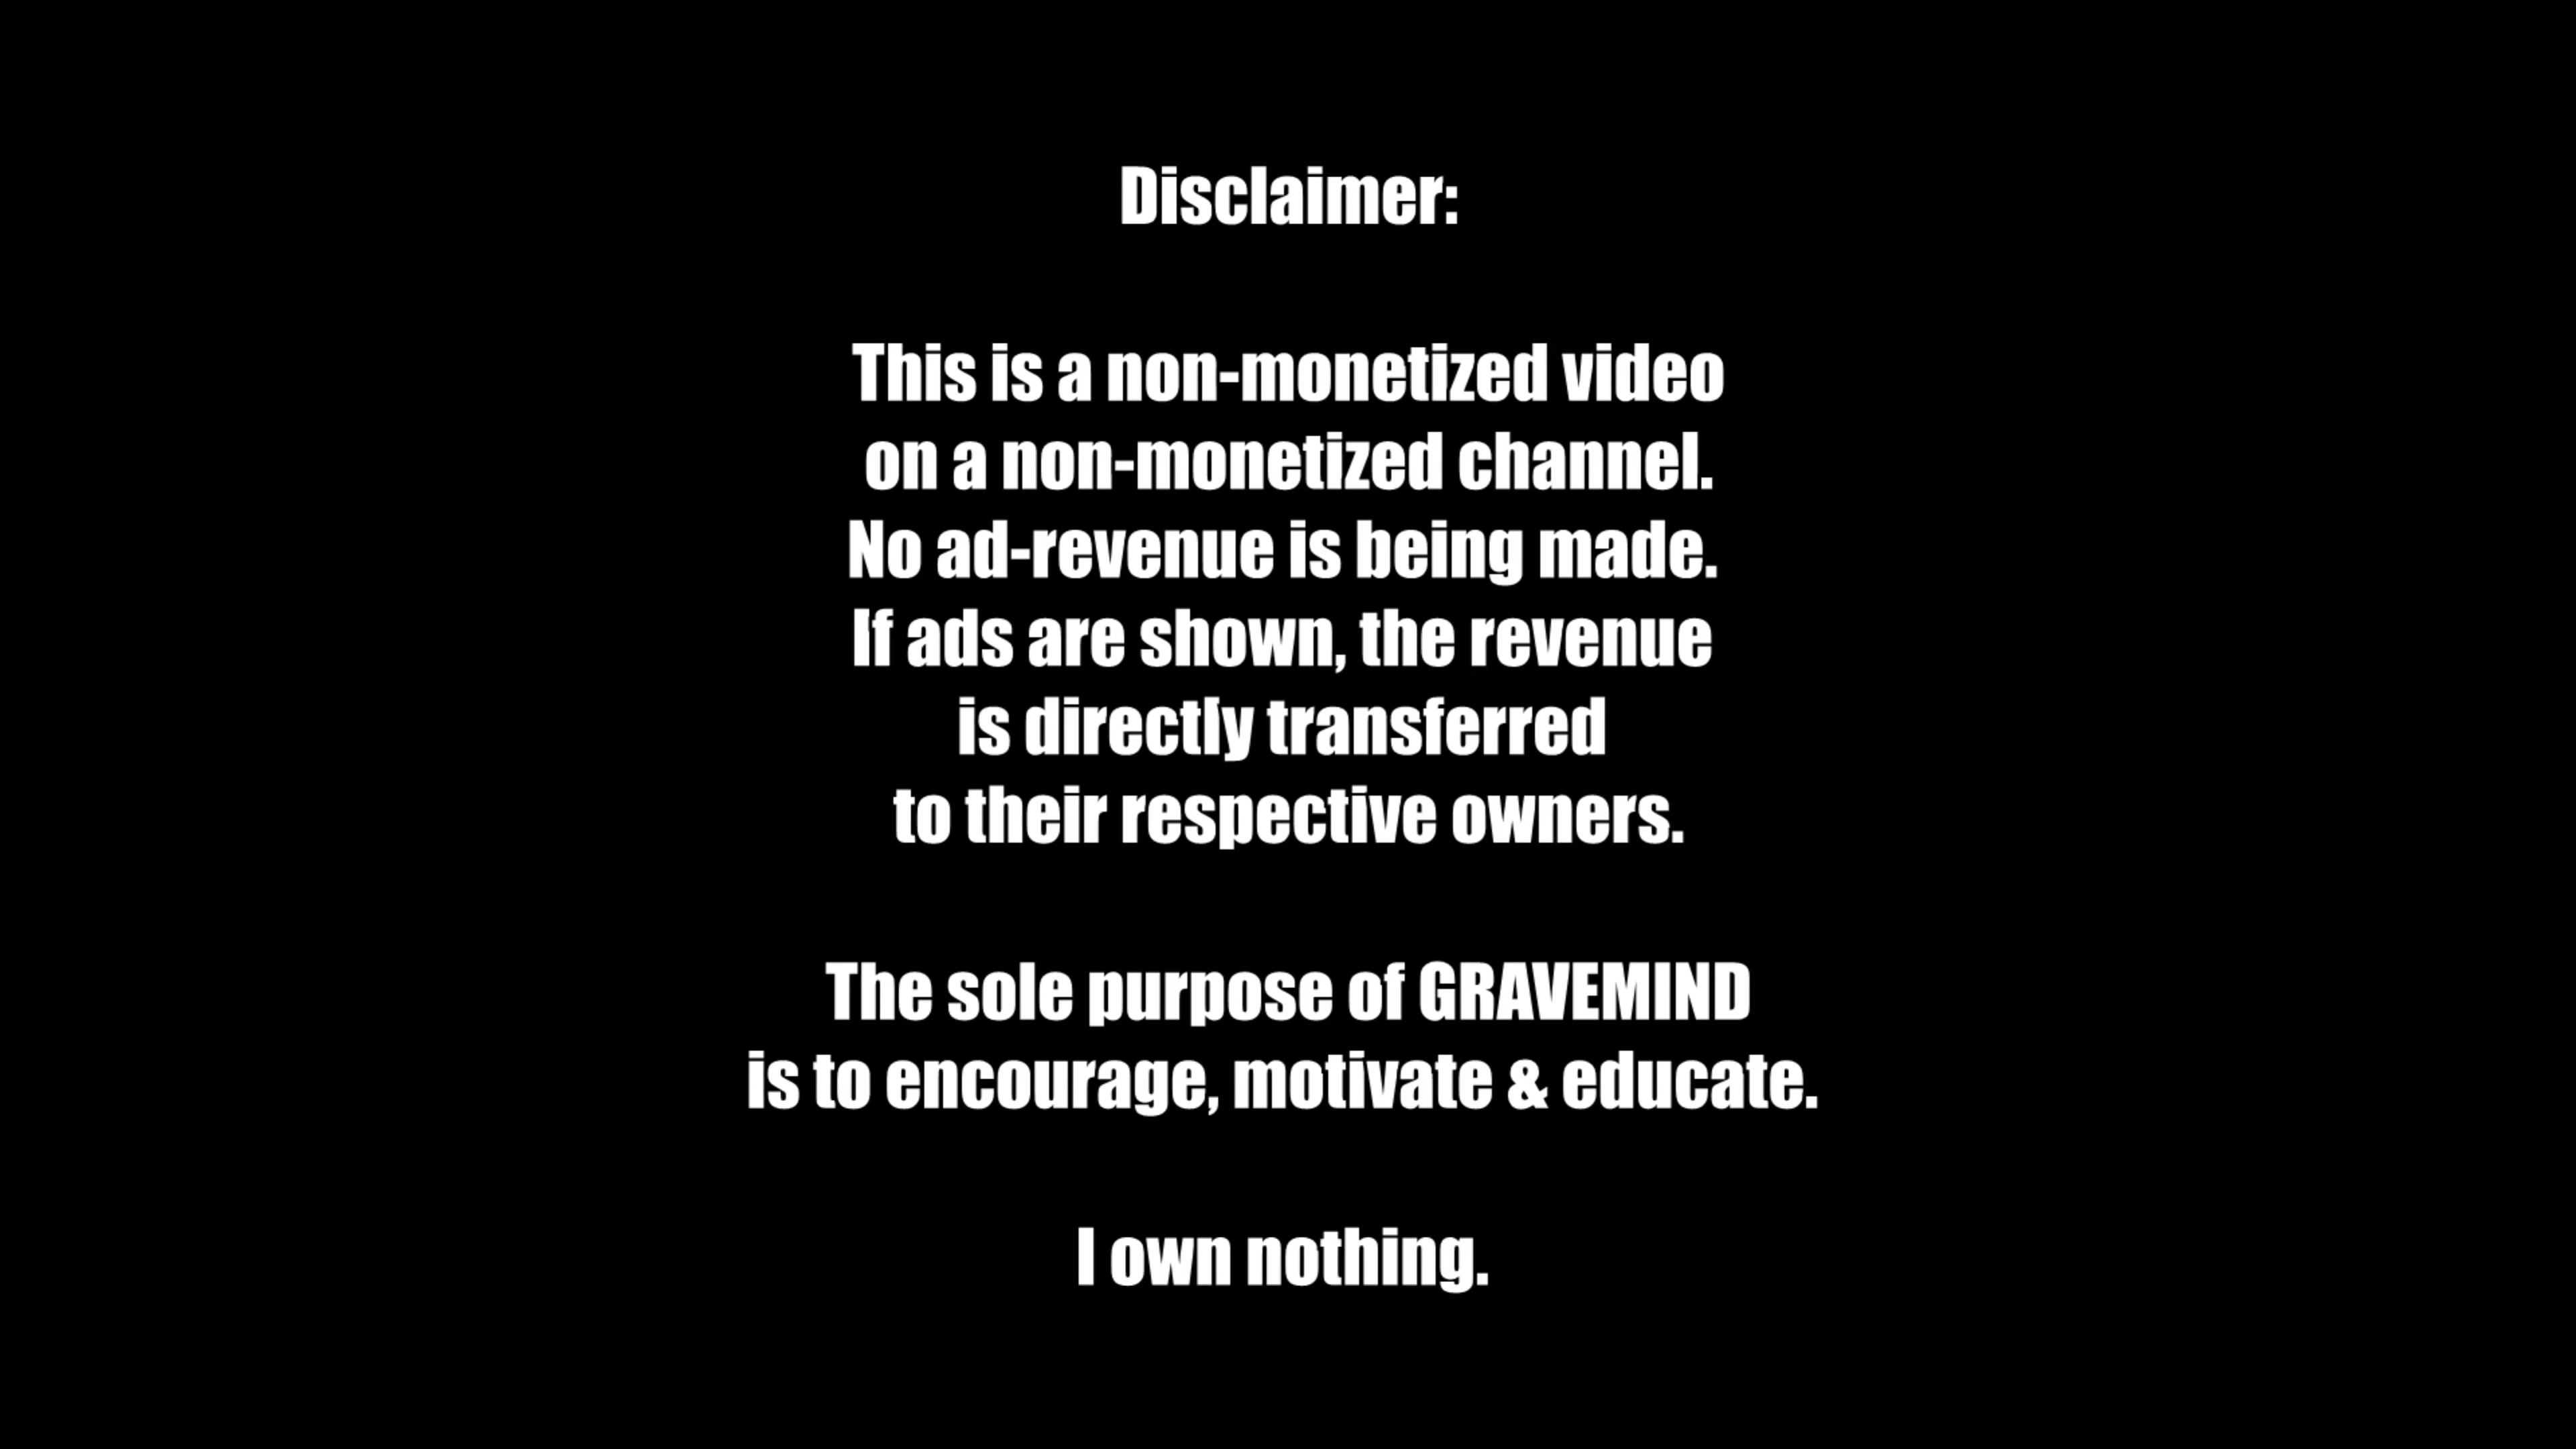 Disclaimer:
This is a non-monetized video
on a non-monetized channel.
No ad-revenue is being made.
If ads are shown, the revenue
is directly transferred
to their respective owners.
The sole purpose of GRAVEMIND
is to encourage, motivate & educate.
I own nothing.